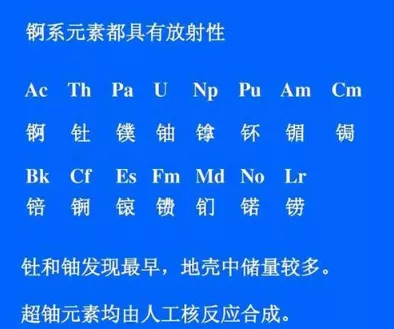 锕系元素都具有放射性
Ac Th Pa U Np Pu Am Cm
锕 钍 镤 铀 镎 钚 镅 锔
Bk Cf Es Fm Md No Lr
锫 锎 锿 镄 钔 锘 铹
钍和铀发现最早，地壳中储量较多。
超铀元素均由人工核反应合成。